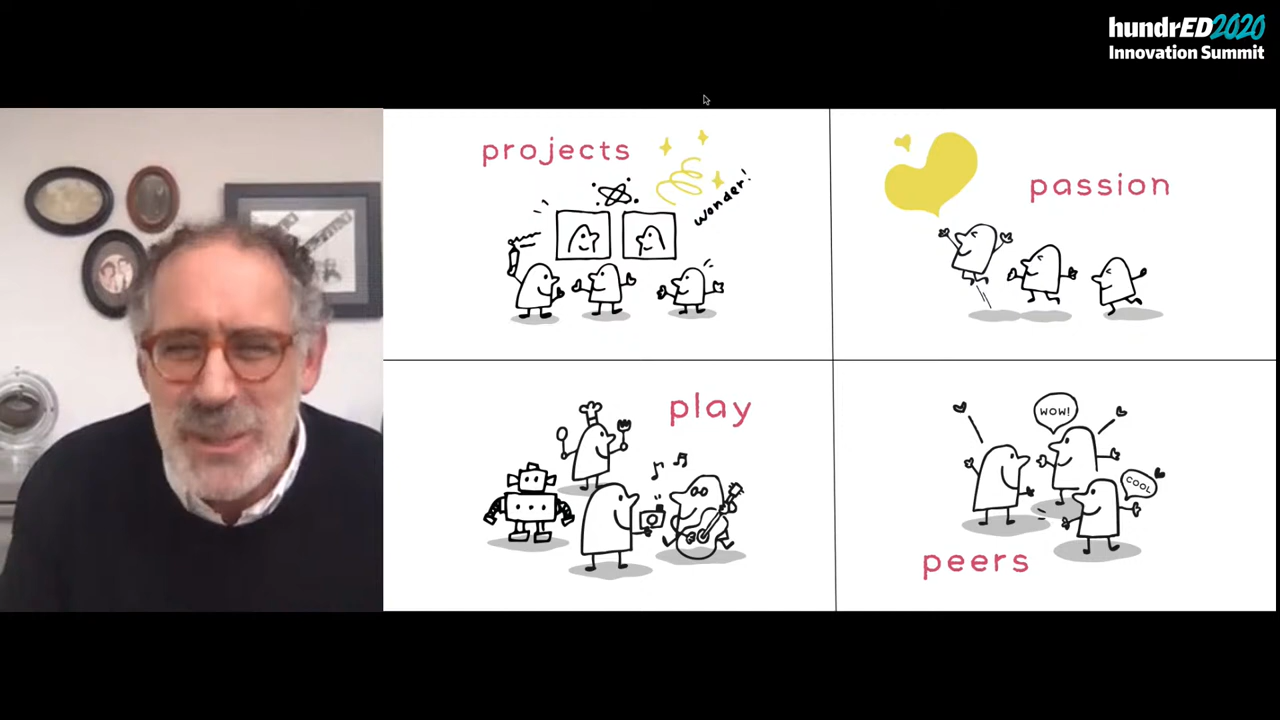 hundrED2020
Innovation Summit
projects
wonder!
passion
play
WOW!
COOL
peers